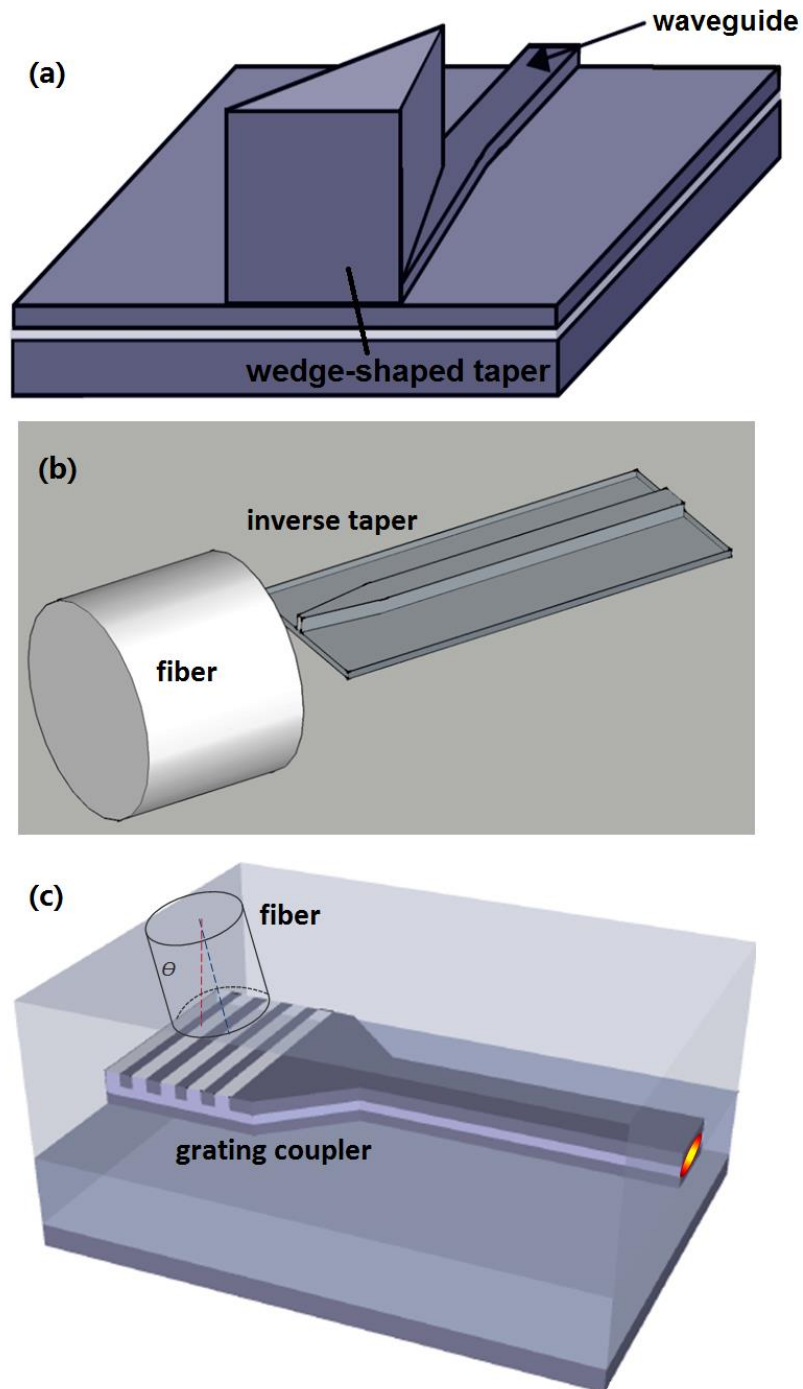 (a)
waveguide
wedge-shaped taper
(b)
inverse taper
fiber
(c)
fiber
θ
grating coupler